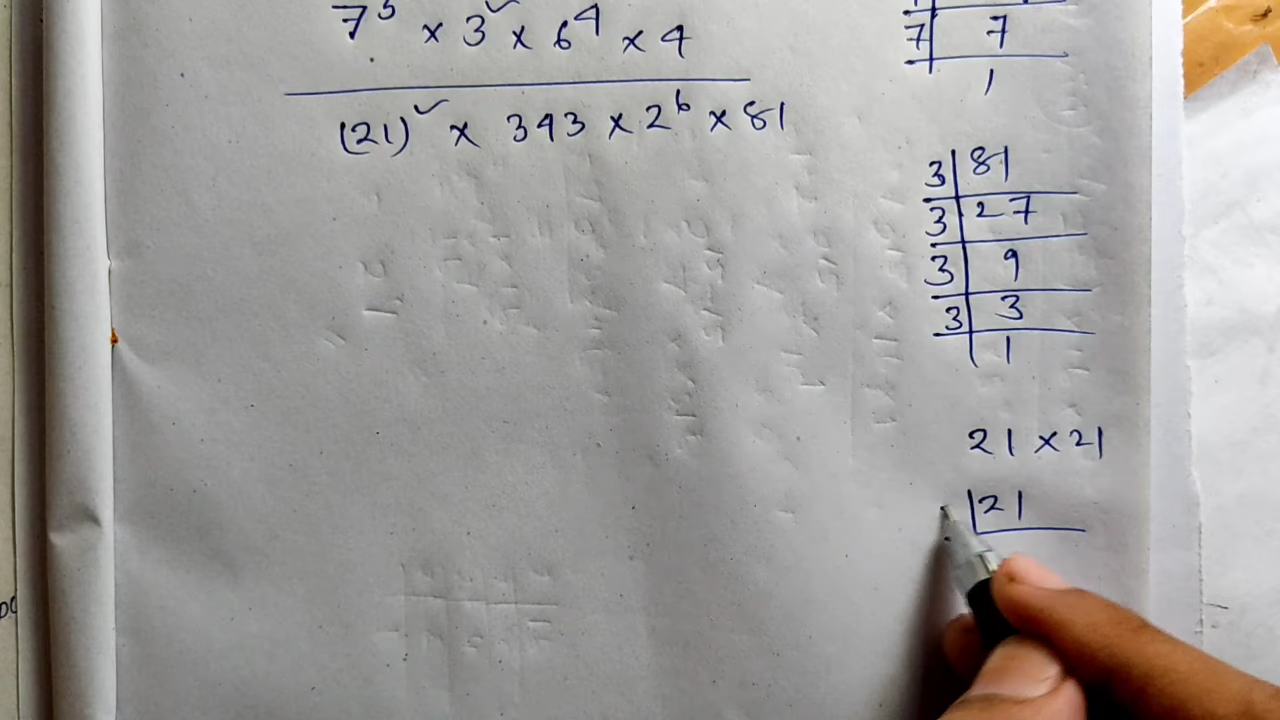 7⁵ × 3² × 6⁴ × 4
(21)² × 343 × 2⁶ × 81
7 | 7
1
3 | 81
3 | 27
3 | 9
3 | 3
1
21 × 21
21